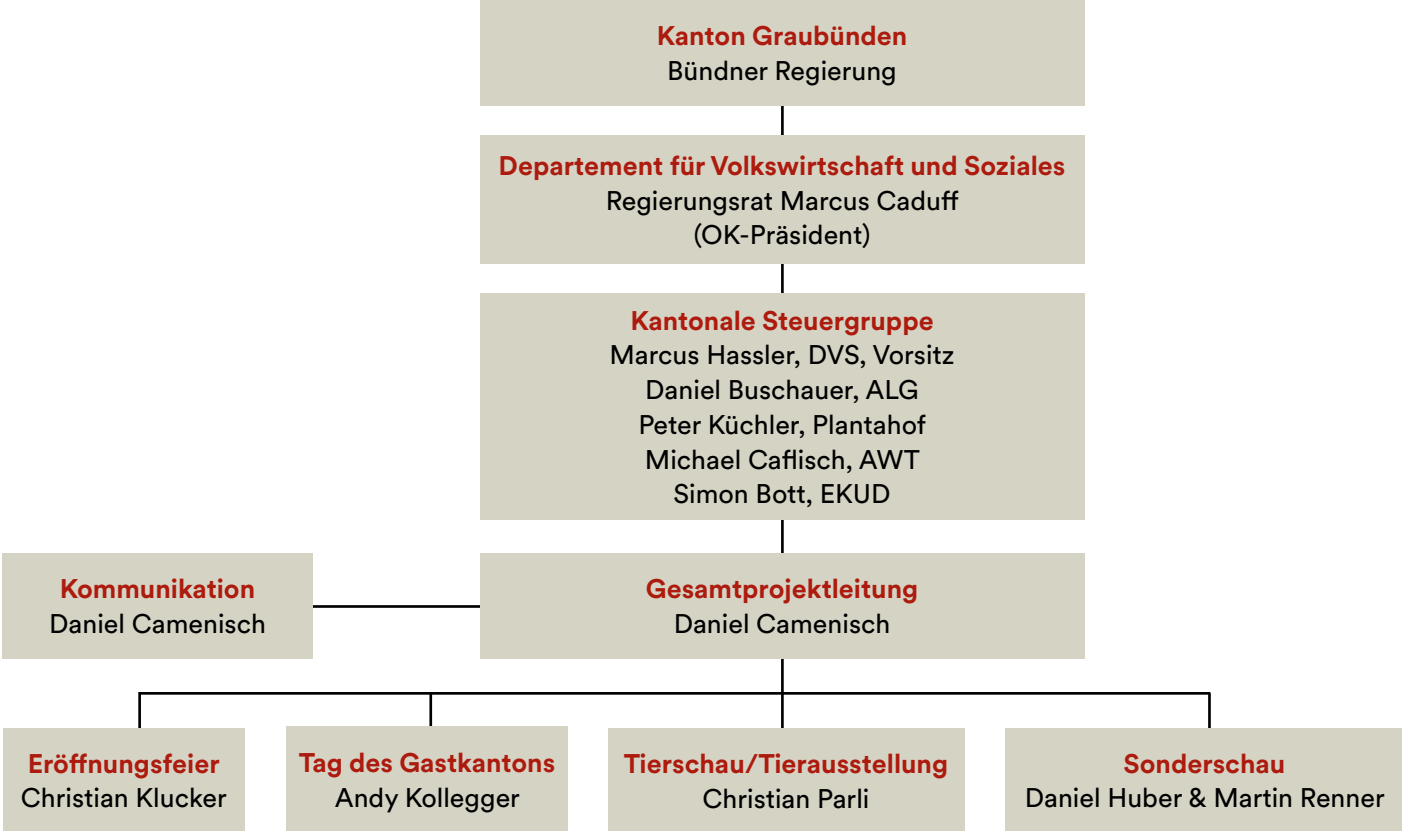 Kanton Graubünden
Bündner Regierung
Departement für Volkswirtschaft und Soziales
Regierungsrat Marcus Caduff
(OK-Präsident)
Kantonale Steuergruppe
Marcus Hassler, DVS, Vorsitz
Daniel Buschauer, ALG
Peter Küchler, Plantahof
Michael Caflisch, AWT
Simon Bott, EKUD
Kommunikation
Daniel Camenisch
Gesamtprojektleitung
Daniel Camenisch
Eröffnungsfeier
Christian Klucker
Tag des Gastkantons
Andy Kollegger
Tierschau/Tierausstellung
Christian Parli
Sonderschau
Daniel Huber & Martin Renner